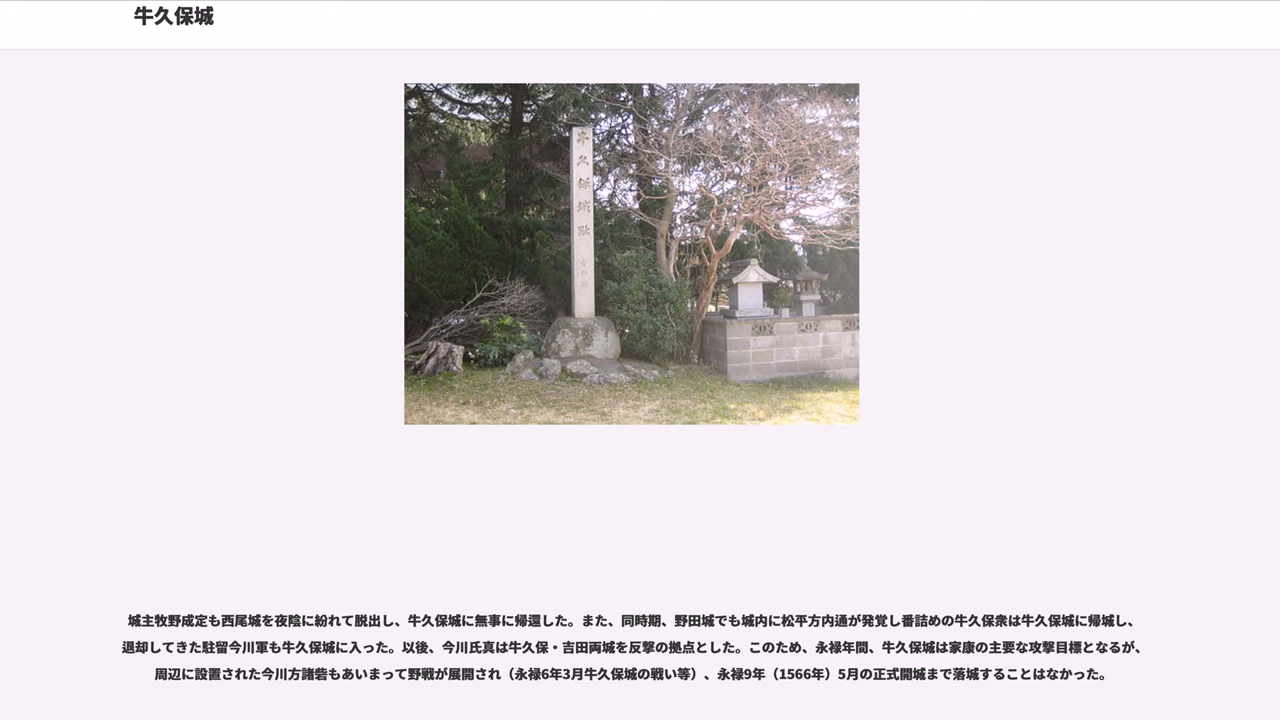 牛久保城
牛久保城趾
城主牧野成定も西尾城を夜陰に紛れて脱出し、牛久保城に無事に帰還した。また、同時期、野田城でも城内に松平方内通が発覚し番詰めの牛久保衆は牛久保城に帰城し、
退却してきた駐留今川軍も牛久保城に入った。以後、今川氏真は牛久保・吉田両城を反撃の拠点とした。このため、永禄年間、牛久保城は家康の主要な攻撃目標となるが、
周辺に設置された今川方諸砦もあいまって野戦が展開され（永禄6年3月牛久保城の戦い等）、永禄9年（1566年）5月の正式開城まで落城することはなかった。